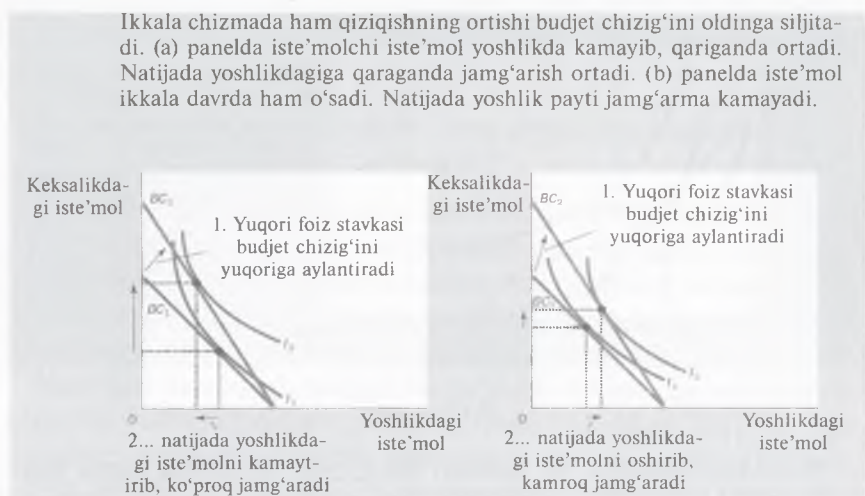 Ikkala chizmada ham qiziqishning ortishi budjet chizig‘ini oldinga siljita-
di. (a) panelda iste’molchi iste’mol yoshlikda kamayib, qariganda ortadi.
Natijada yoshlikdagiga qaraganda jamg‘arish ortadi. (b) panelda iste’mol
ikkala davrda ham o‘sadi. Natijada yoshlik payti jamg‘arma kamayadi.
Keksalikda-
gi iste’mol
BC₂
1. Yuqori foiz stavkasi
budjet chizig‘ini
yuqoriga aylantiradi
BC₁
I₂
I₁
0
Yoshlikdagi
iste’mol
2... natijada yoshlikda-
gi iste’molni kamayt-
irib, ko‘proq jamg‘aradi
Keksalikda-
gi iste’mol
BC₂
1. Yuqori foiz stavkasi
budjet chizig‘ini
yuqoriga aylantiradi
I₂
I₁
0
Yoshlikdagi
iste’mol
2... natijada yoshlikda-
gi iste’molni oshirib,
kamroq jamg‘aradi